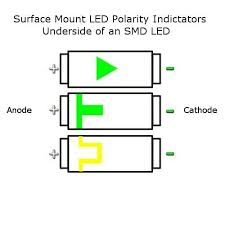 Surface Mount LED Polarity Indictators
Underside of an SMD LED
+ -
Anode + - Cathode
+ -